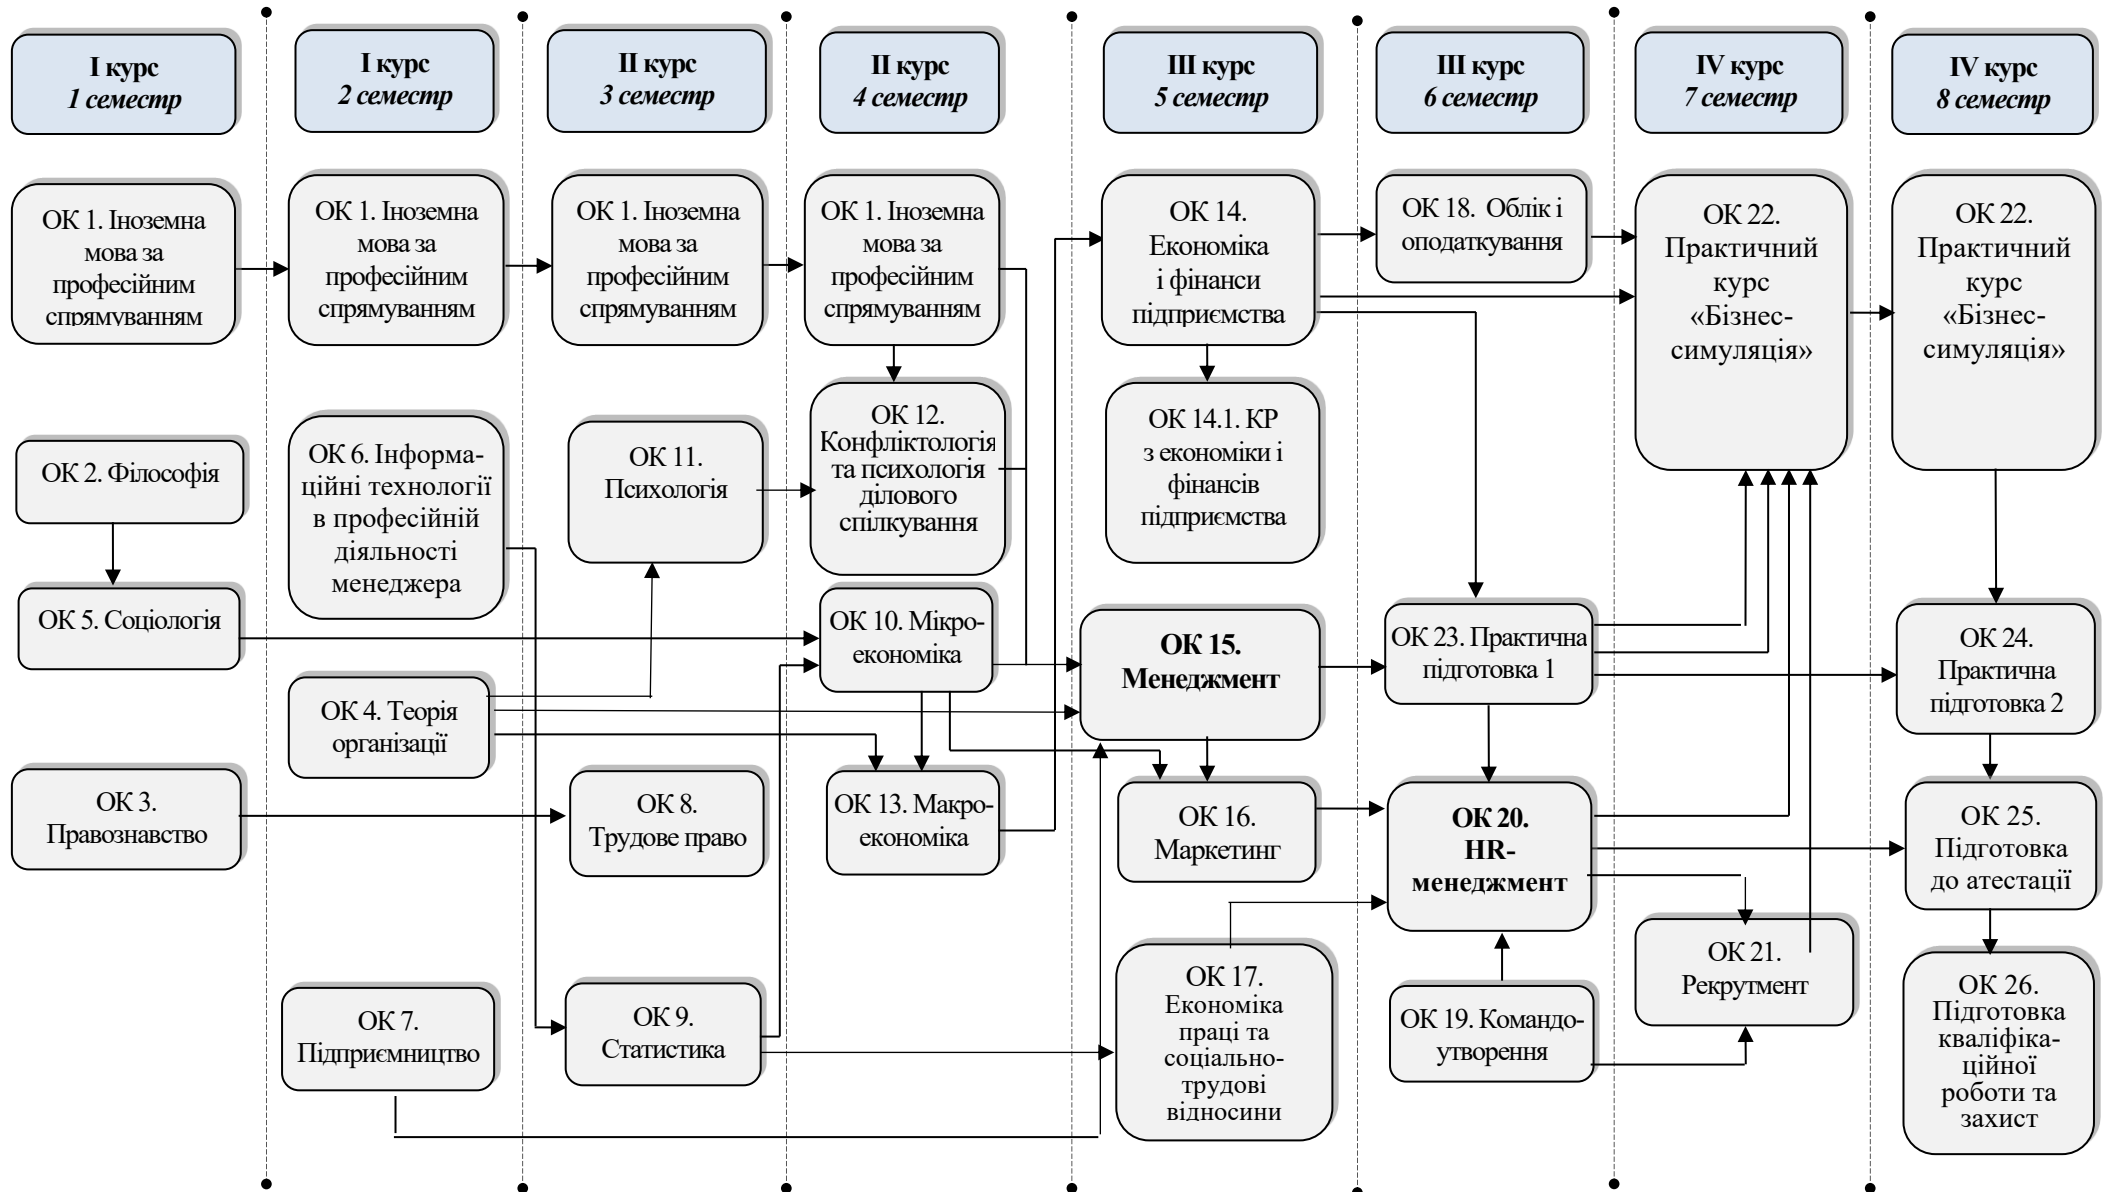 I курс
1 семестр
I курс
2 семестр
II курс
3 семестр
II курс
4 семестр
III курс
5 семестр
III курс
6 семестр
IV курс
7 семестр
IV курс
8 семестр
ОК 1. Іноземна
мова за
професійним
спрямуванням
ОК 2. Філософія
ОК 5. Соціологія
ОК 3.
Правознавство
ОК 1. Іноземна
мова за
професійним
спрямуванням
ОК 6. Інформа-
ційні технології
в професійній
діяльності
менеджера
ОК 4. Теорія
організації
ОК 7.
Підприємництво
ОК 1. Іноземна
мова за
професійним
спрямуванням
ОК 11.
Психологія
ОК 8.
Трудове право
ОК 9.
Статистика
ОК 1. Іноземна
мова за
професійним
спрямуванням
ОК 12.
Конфліктологія
та психологія
ділового
спілкування
ОК 10. Мікро-
економіка
ОК 13. Макро-
економіка
ОК 14.
Економіка
і фінанси
підприємства
ОК 14.1. КР
з економіки і
фінансів
підприємства
ОК 15.
Менеджмент
ОК 16.
Маркетинг
ОК 17.
Економіка
праці та
соціально-
трудові
відносини
ОК 18. Облік і
оподаткування
ОК 23. Практична
підготовка 1
ОК 20.
HR-
менеджмент
ОК 19. Командо-
утворення
ОК 22.
Практичний
курс
«Бізнес-
симуляція»
ОК 21.
Рекрутмент
ОК 22.
Практичний
курс
«Бізнес-
симуляція»
ОК 24.
Практична
підготовка 2
ОК 25.
Підготовка
до атестації
ОК 26.
Підготовка
кваліфіка-
ційної
роботи та
захист